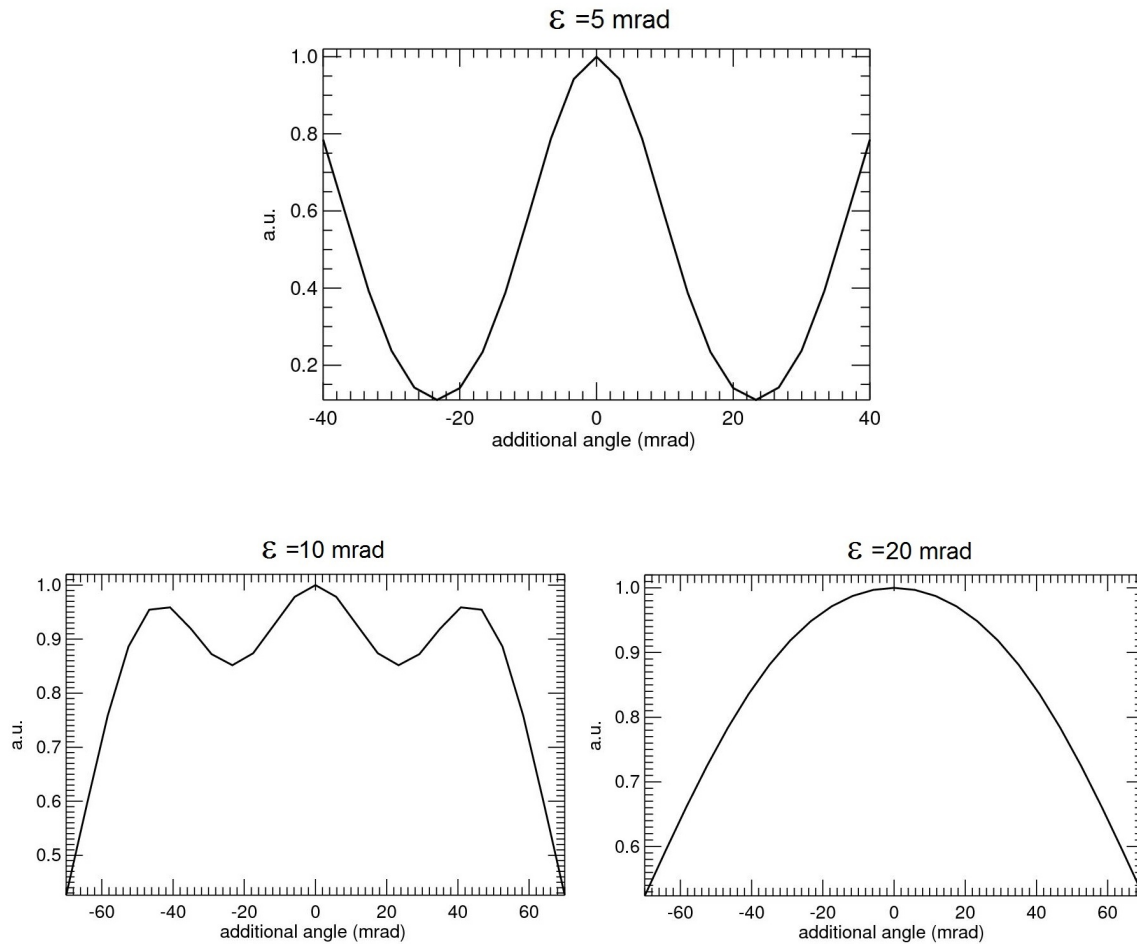 ε =5 mrad
1.0
0.8
0.6
0.4
0.2
a.u.
-40 -20 0 20 40
additional angle (mrad)
ε =10 mrad
1.0
0.9
0.8
0.7
0.6
0.5
a.u.
-60 -40 -20 0 20 40 60
additional angle (mrad)
ε =20 mrad
1.0
0.9
0.8
0.7
0.6
a.u.
-60 -40 -20 0 20 40 60
additional angle (mrad)